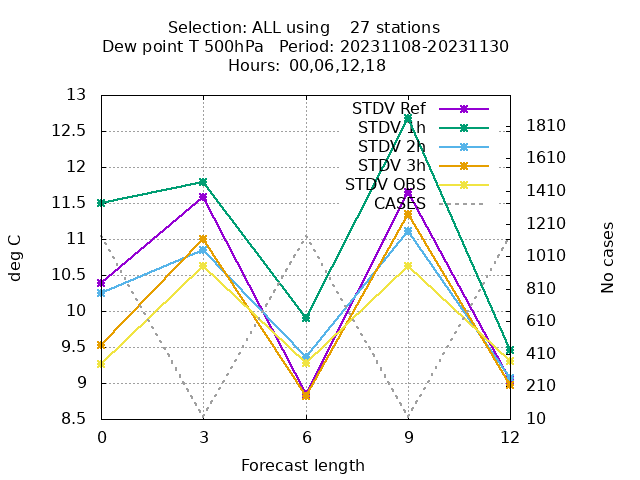 Selection: ALL using    27 stations
Dew point T 500hPa   Period: 20231108-20231130
Hours: 00,06,12,18
STDV Ref
STDV 1h
STDV 2h
STDV 3h
STDV OBS
CASES
13
12.5
12
11.5
11
10.5
10
9.5
9
8.5
deg C
1810
1610
1410
1210
1010
810
610
410
210
10
No cases
0 3 6 9 12
Forecast length